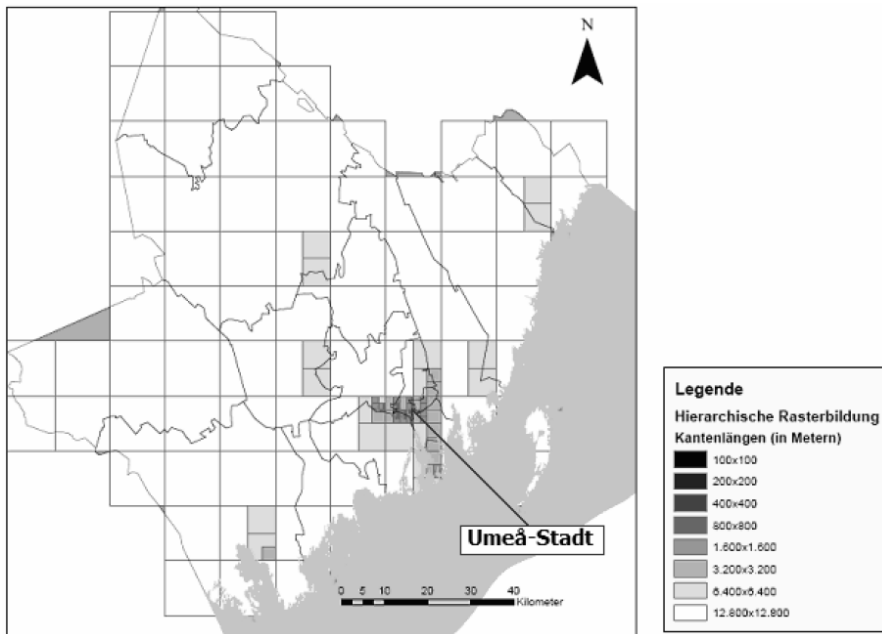 N
Umeå-Stadt
0 5 10 20 30 40
Kilometer
Legende
Hierarchische Rasterbildung
Kantenlängen (in Metern)
100x100
200x200
400x400
800x800
1.600x1.600
3.200x3.200
6.400x6.400
12.800x12.800